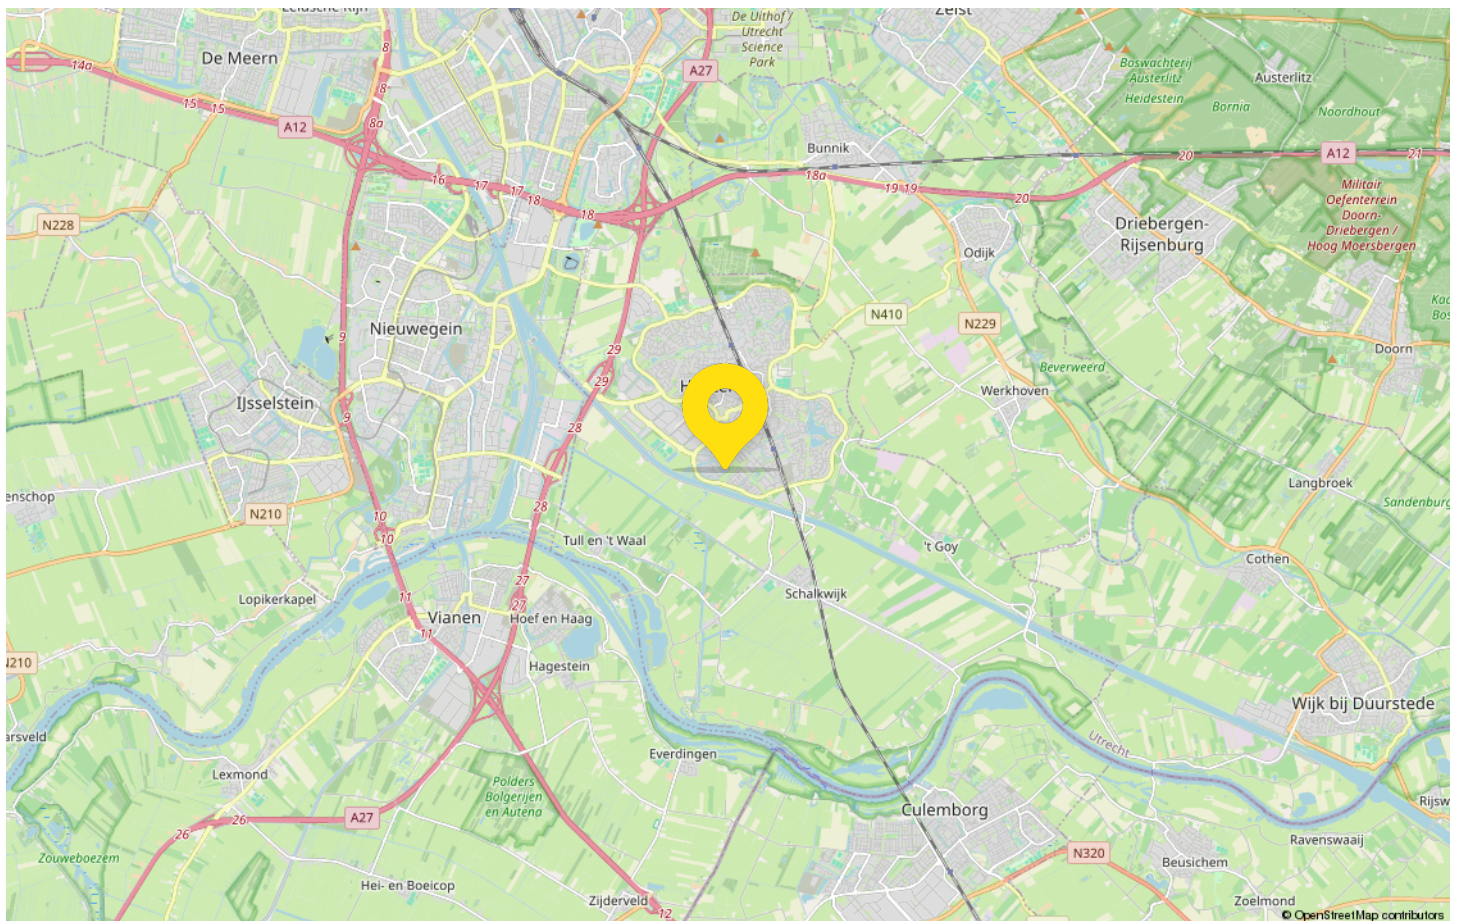 De Uithof /
Utrecht
Science
Park
Zeist
De Meern
8
14a
A27
Boswachterij
Austerlitz
Heidestein
Austerlitz
Bornia
Noordhout
8
15
15
8a
A12
Bunnik
A12
21
20
16
17
17
18
18
18a
19
19
20
Militair
Oefenterrein
Doorn-
Driebergen /
Hoog Moersbergen
N228
Driebergen-
Rijsenburg
Odijk
N410
N229
Nieuwegein
9
29
29
Doorn
Beverweerd
Werkhoven
IJsselstein
9
28
Langbroek
Sandenburg
enschop
N210
10
10
28
Tull en 't Waal
't Goy
Cothen
27
27
Schalkwijk
Lopikerkapel
11
11
Vianen
Hoef en Haag
Hagestein
Wijk bij Duurstede
arsveld
Everdingen
Utrecht
Lexmond
Polders
Bolgerijen
en Autena
Culemborg
Rijsw
A27
26
26
Ravenswaaij
N320
Beusichem
Zouweboezem
Hei- en Boeicop
Zijderveld
12
Zoelmond
© OpenStreetMap contributors